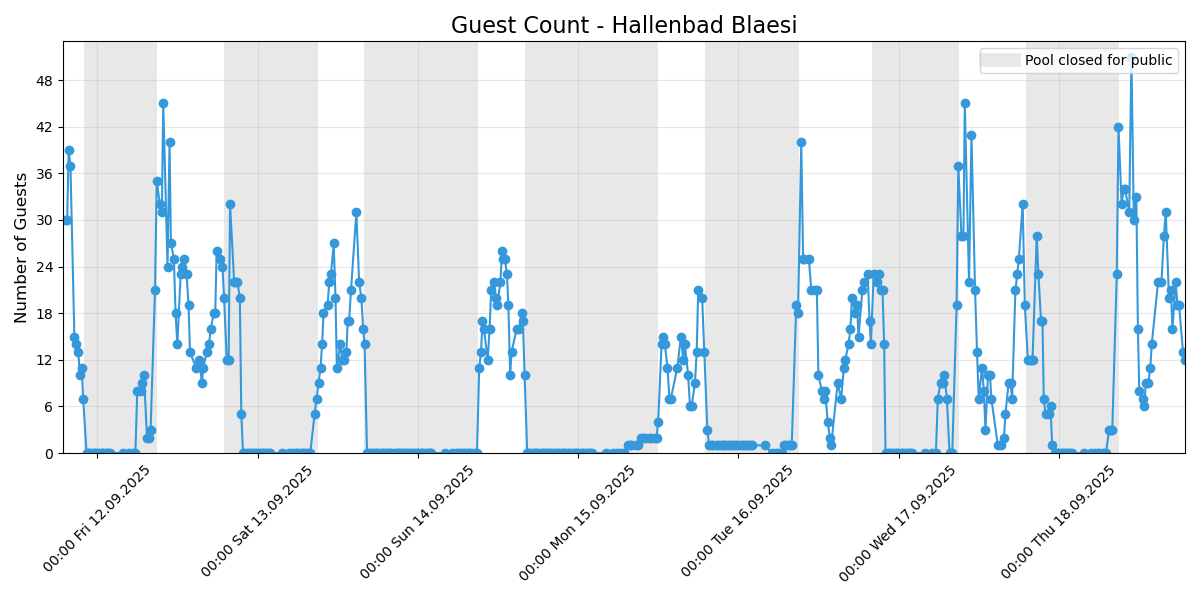 Guest Count - Hallenbad Blaesi
Pool closed for public
Number of Guests
48
42
36
30
24
18
12
6
0
00:00 Fri 12.09.2025
00:00 Sat 13.09.2025
00:00 Sun 14.09.2025
00:00 Mon 15.09.2025
00:00 Tue 16.09.2025
00:00 Wed 17.09.2025
00:00 Thu 18.09.2025